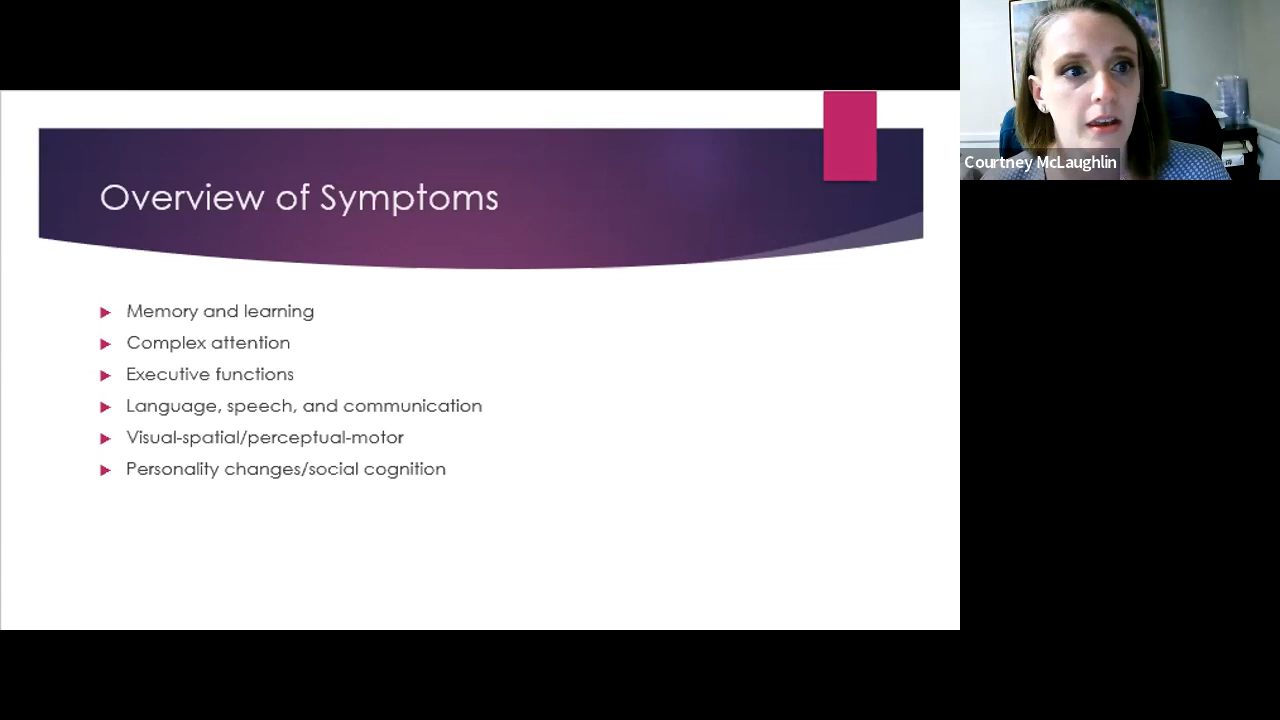 Overview of Symptoms
Memory and learning
Complex attention
Executive functions
Language, speech, and communication
Visual-spatial/perceptual-motor
Personality changes/social cognition
Courtney McLaughlin